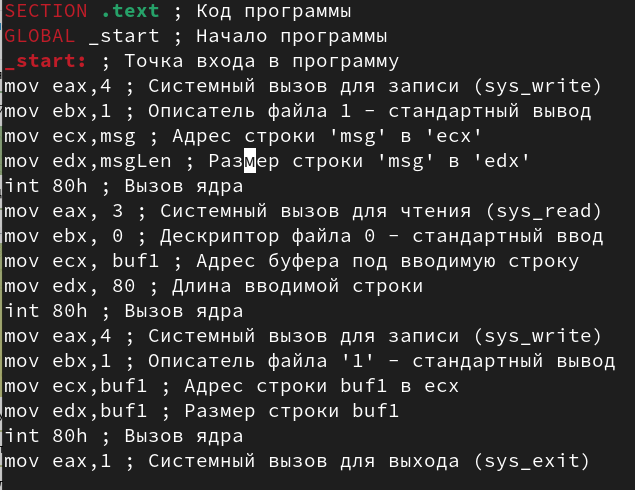 SECTION .text ; Код программы
GLOBAL _start ; Начало программы
_start: ; Точка входа в программу
mov eax,4 ; Системный вызов для записи (sys_write)
mov ebx,1 ; Описатель файла 1 - стандартный вывод
mov ecx,msg ; Адрес строки 'msg' в 'ecx'
mov edx,msgLen ; Размер строки 'msg' в 'edx'
int 80h ; Вызов ядра
mov eax, 3 ; Системный вызов для чтения (sys_read)
mov ebx, 0 ; Дескриптор файла 0 - стандартный ввод
mov ecx, buf1 ; Адрес буфера под вводимую строку
mov edx, 80 ; Длина вводимой строки
int 80h ; Вызов ядра
mov eax,4 ; Системный вызов для записи (sys_write)
mov ebx,1 ; Описатель файла '1' - стандартный вывод
mov ecx,buf1 ; Адрес строки buf1 в ecx
mov edx,buf1 ; Размер строки buf1
int 80h ; Вызов ядра
mov eax,1 ; Системный вызов для выхода (sys_exit)